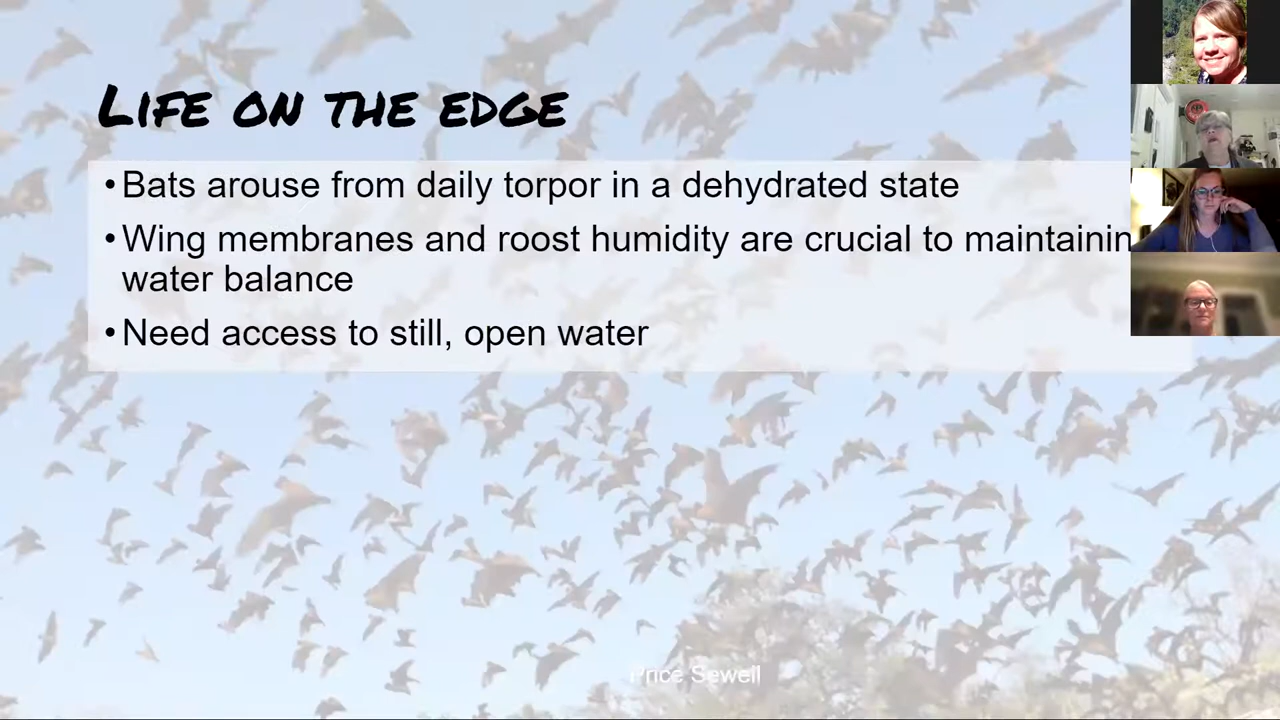 Life on the edge
• Bats arouse from daily torpor in a dehydrated state
• Wing membranes and roost humidity are crucial to maintainin
water balance
• Need access to still, open water
Price Sewell